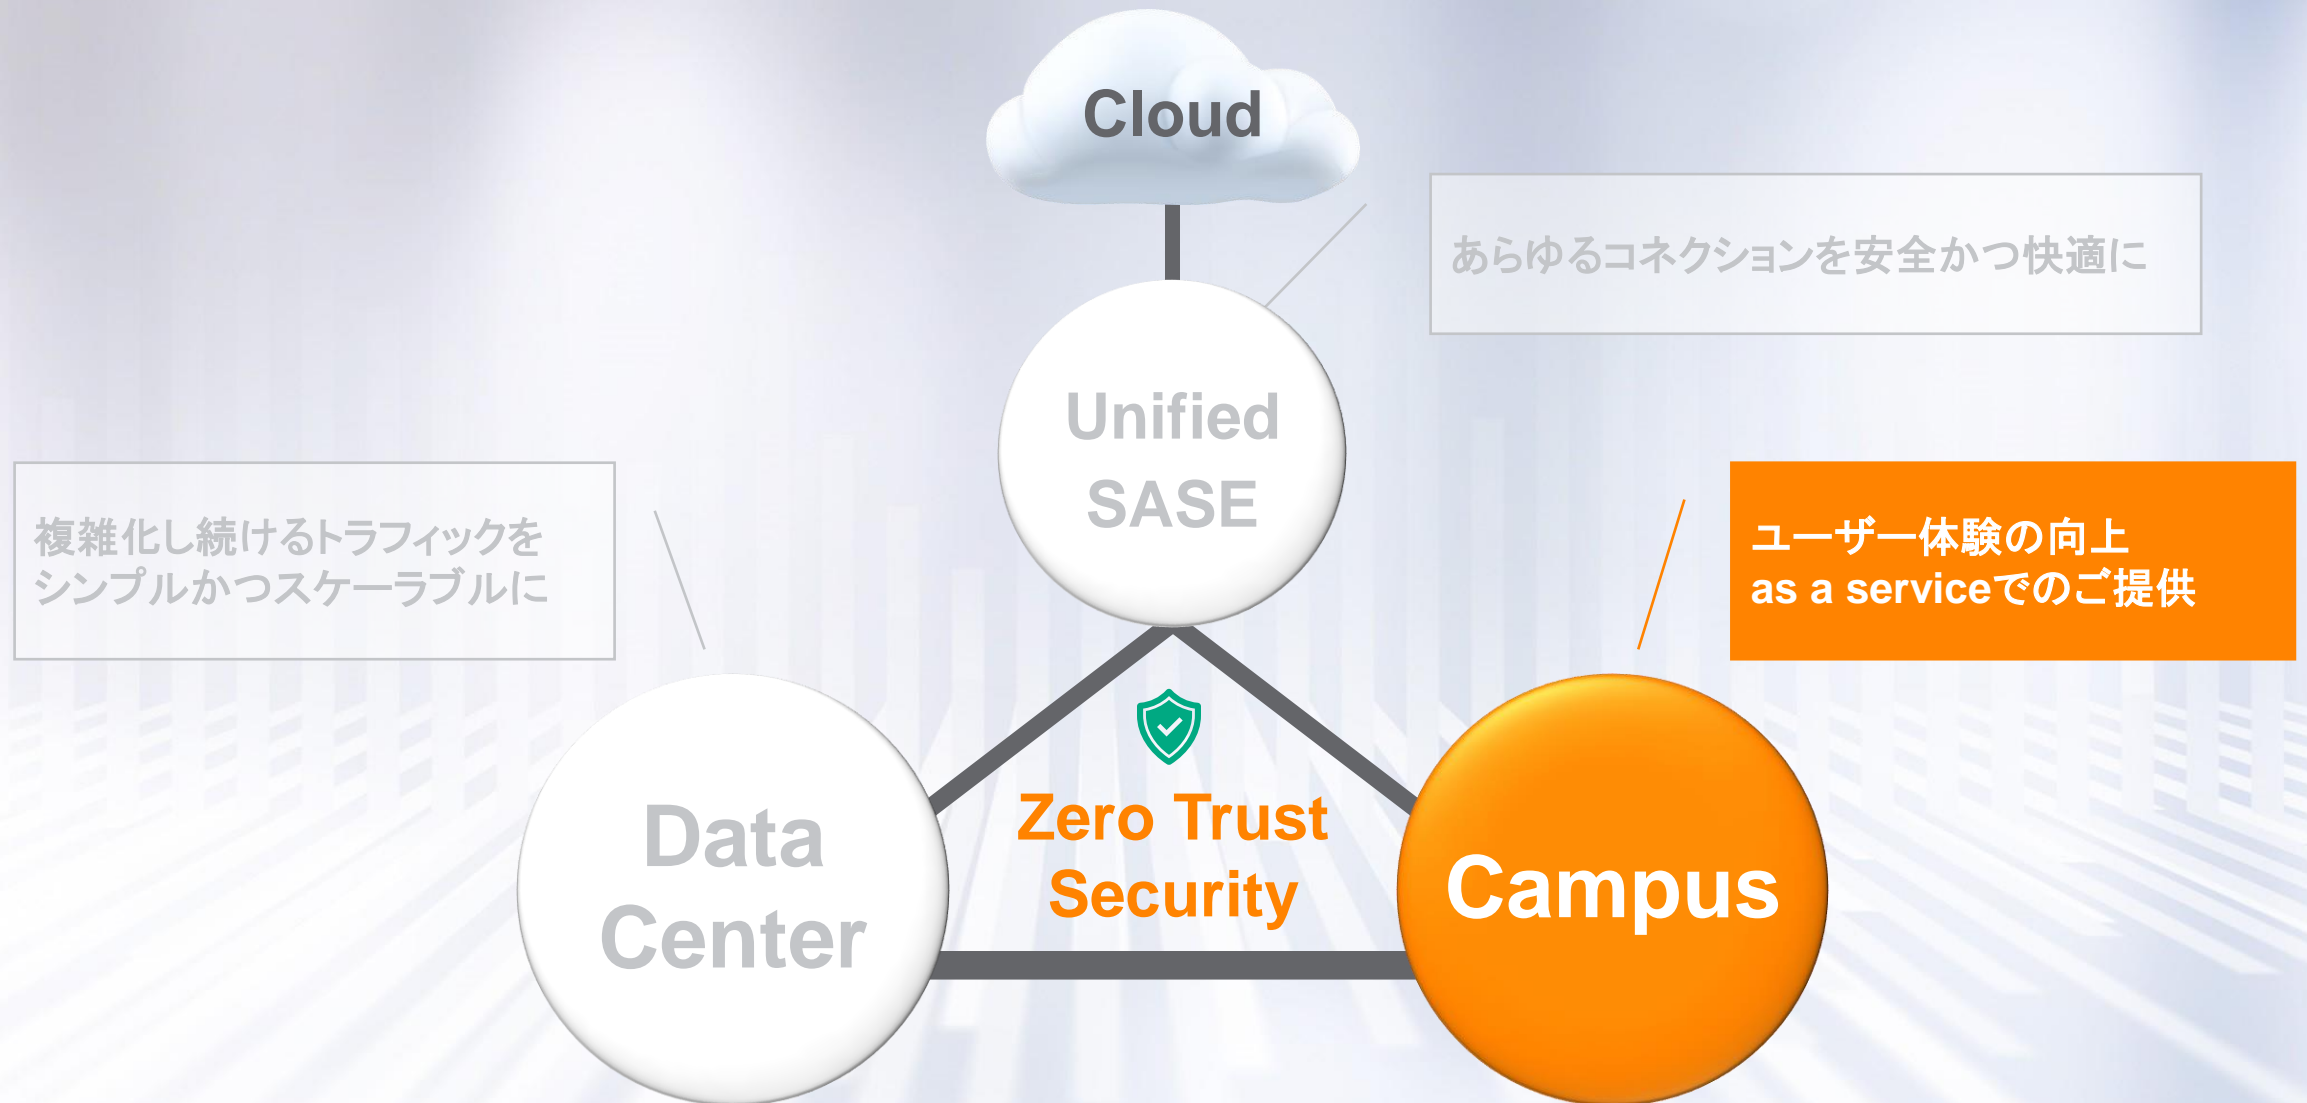 Cloud
あらゆるコネクションを安全かつ快適に
Unified
SASE
複雑化し続けるトラフィックを
シンプルかつスケーラブルに
ユーザー体験の向上
as a serviceでのご提供
Zero Trust
Security
Data
Center
Campus